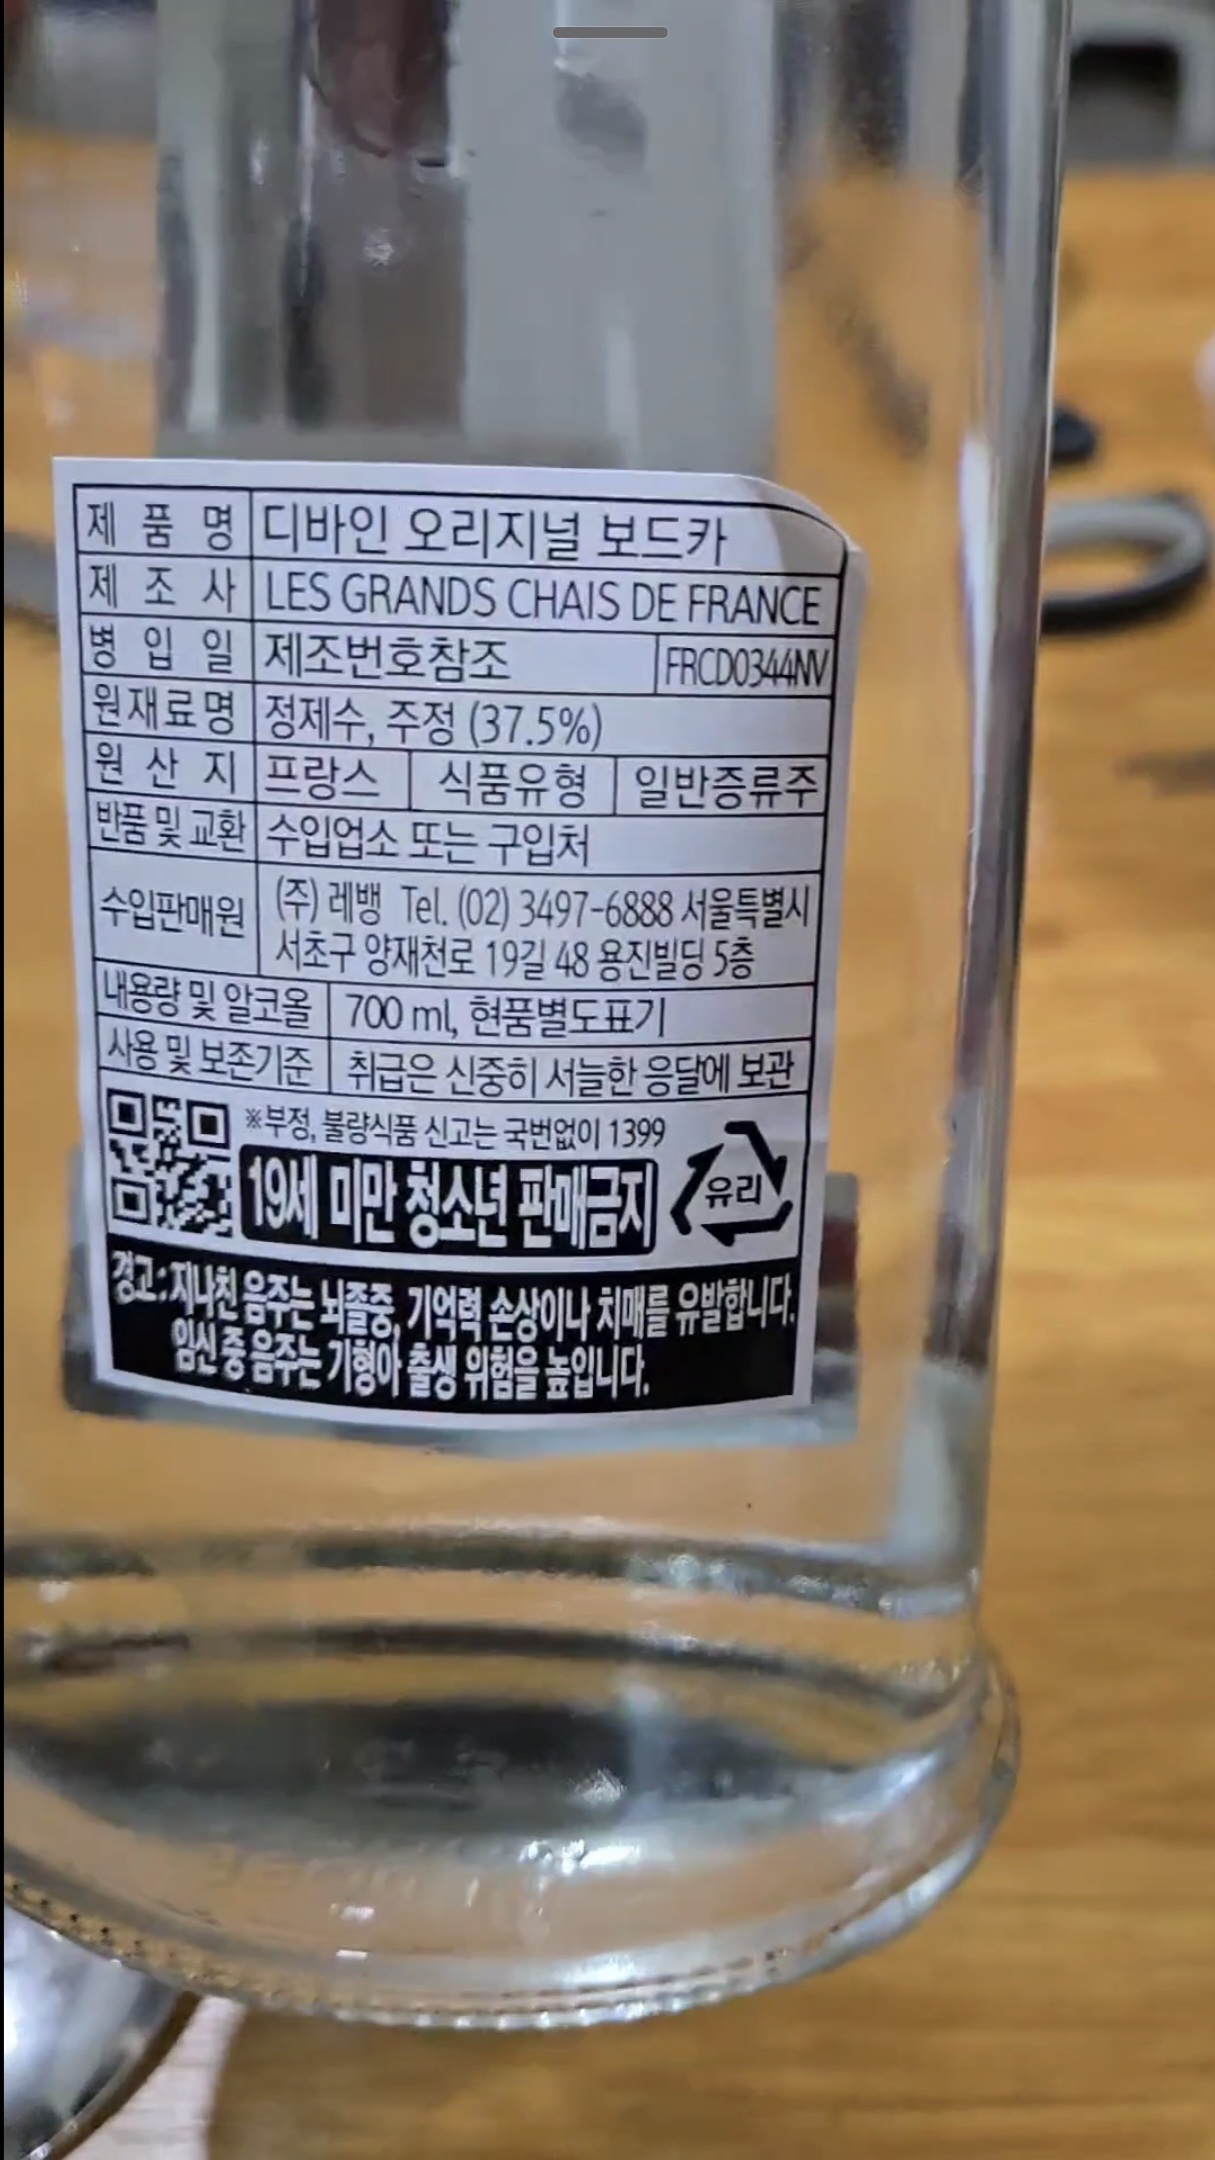 제품명 디바인 오리지널 보드카
제조사 LES GRANDS CHAIS DE FRANCE
병입일 제조번호참조 FRCD0344NV
원재료명 정제수, 주정 (37.5%)
원산지 프랑스 식품유형 일반증류주
반품 및 교환 수입업소 또는 구입처
수입판매원 (주) 레뱅 Tel. (02) 3497-6888 서울특별시
서초구 양재천로 19길 48 용진빌딩 5층
내용량 및 알코올 700 ml, 현품별도표기
사용 및 보존기준 취급은 신중히 서늘한 응달에 보관
※부정, 불량식품 신고는 국번없이 1399
19세 미만 청소년 판매금지
유리
경고: 지나친 음주는 뇌졸중, 기억력 손상이나 치매를 유발합니다.
임신 중 음주는 기형아 출생 위험을 높입니다.